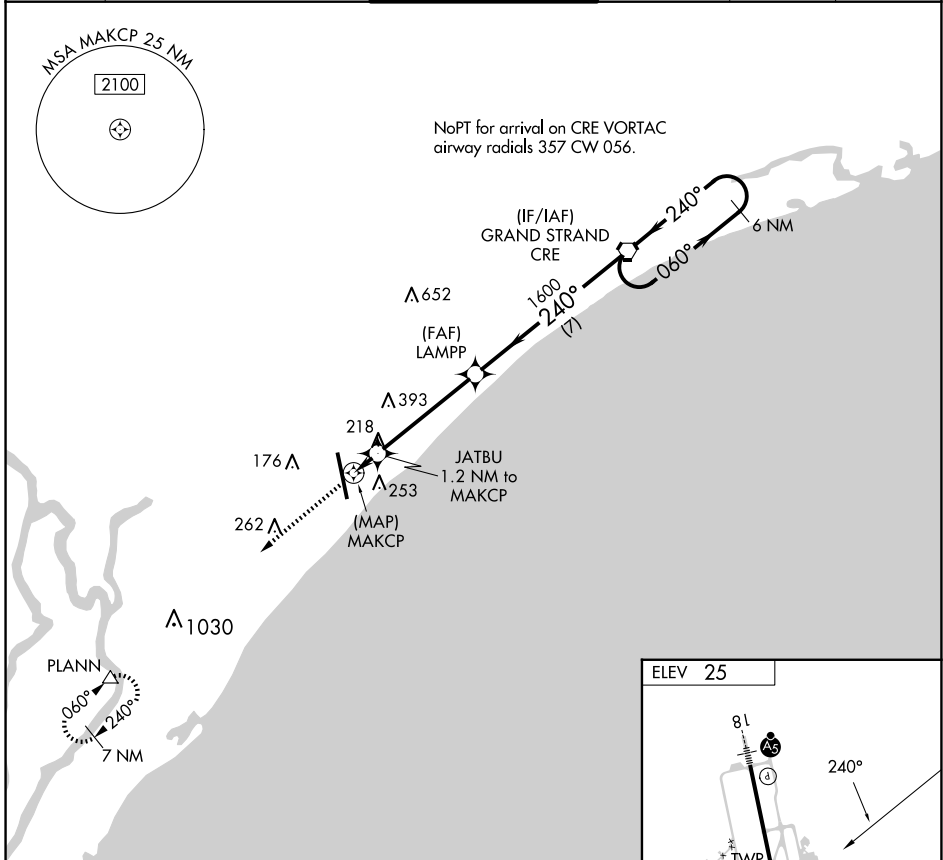 MSA MAKCP 25 NM
2100
NoPT for arrival on CRE VORTAC
airway radials 357 CW 056.
240°
6 NM
060°
(IF/IAF)
GRAND STRAND
CRE
1600
240°
(7)
652
(FAF)
LAMPP
393
218
176
JATBU
1.2 NM to
MAKCP
253
262
(MAP)
MAKCP
1030
PLANN
060°
240°
7 NM
ELEV 25
18
A5
P
240°
TWR